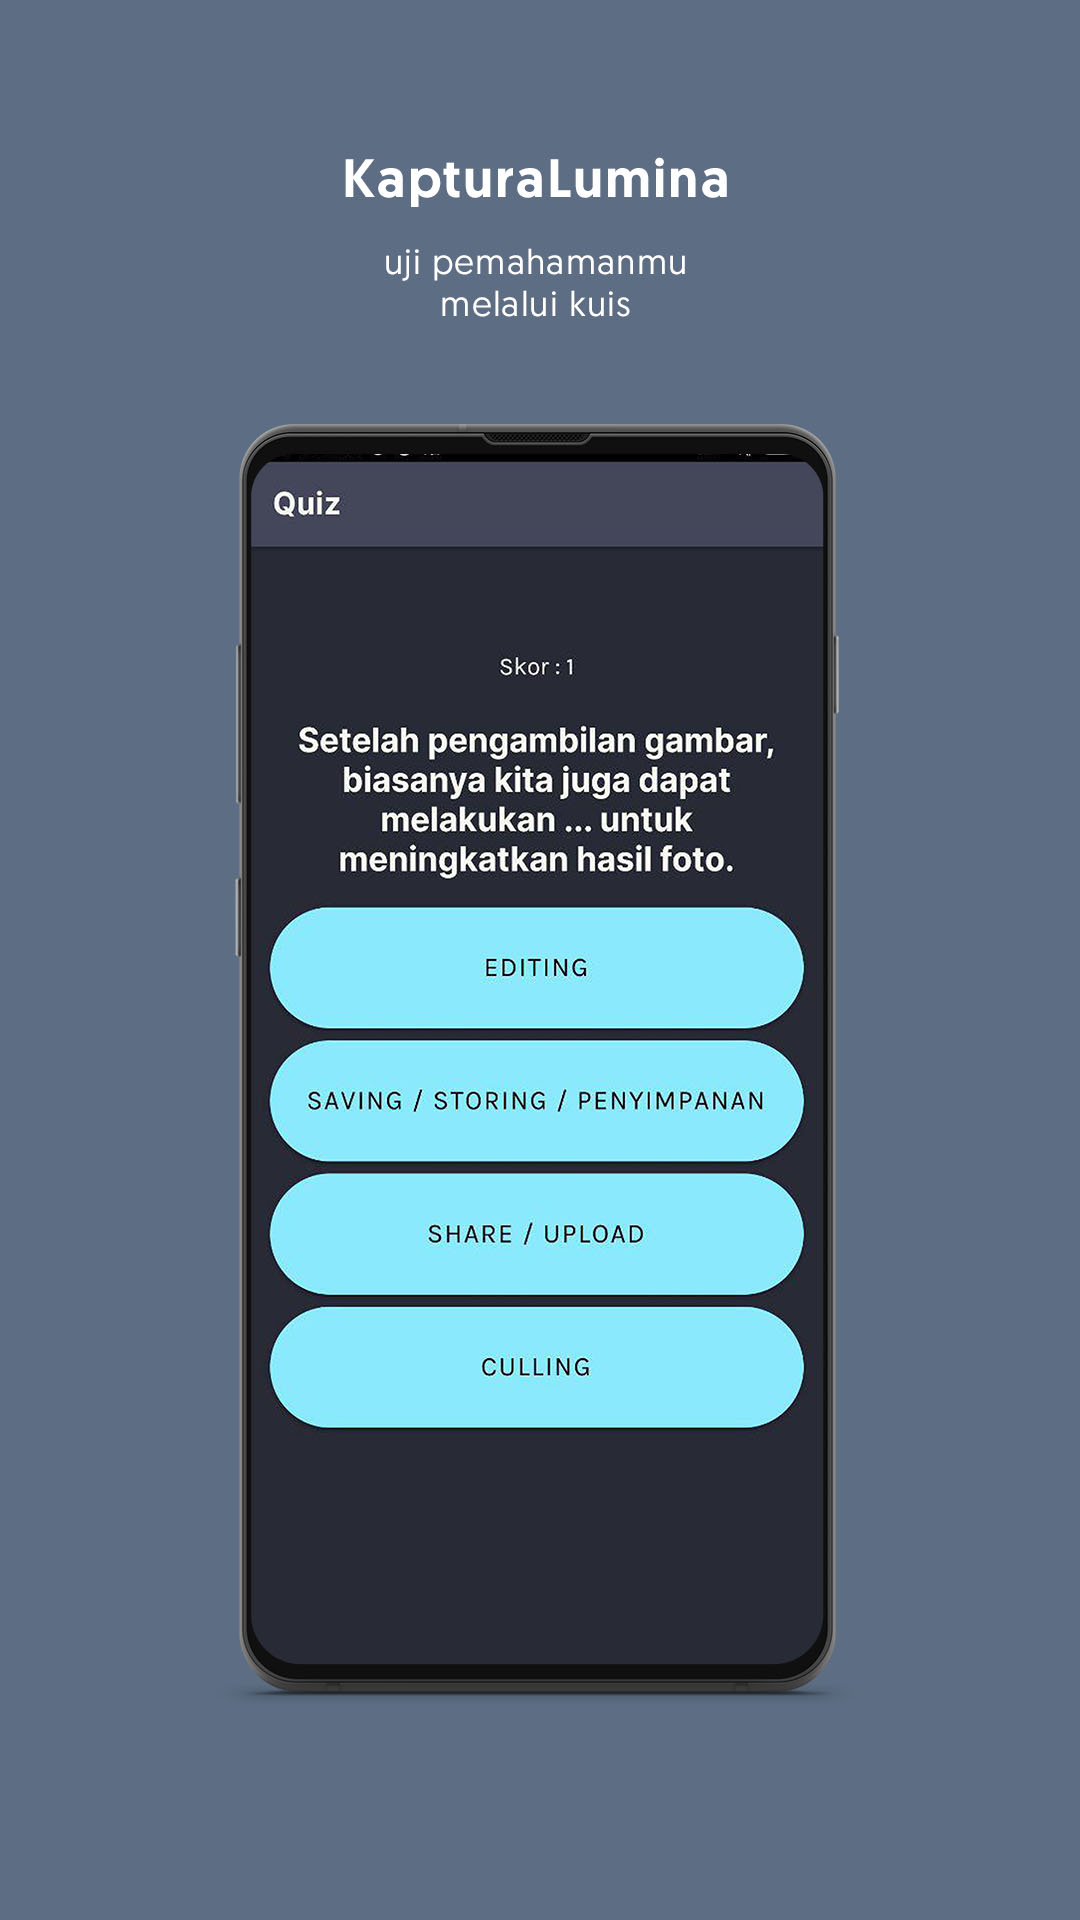 KapturaLumina
uji pemahamanmu
melalui kuis
Quiz
Skor : 1
Setelah pengambilan gambar,
biasanya kita juga dapat
melakukan ... untuk
meningkatkan hasil foto.
EDITING
SAVING / STORING / PENYIMPANAN
SHARE / UPLOAD
CULLING